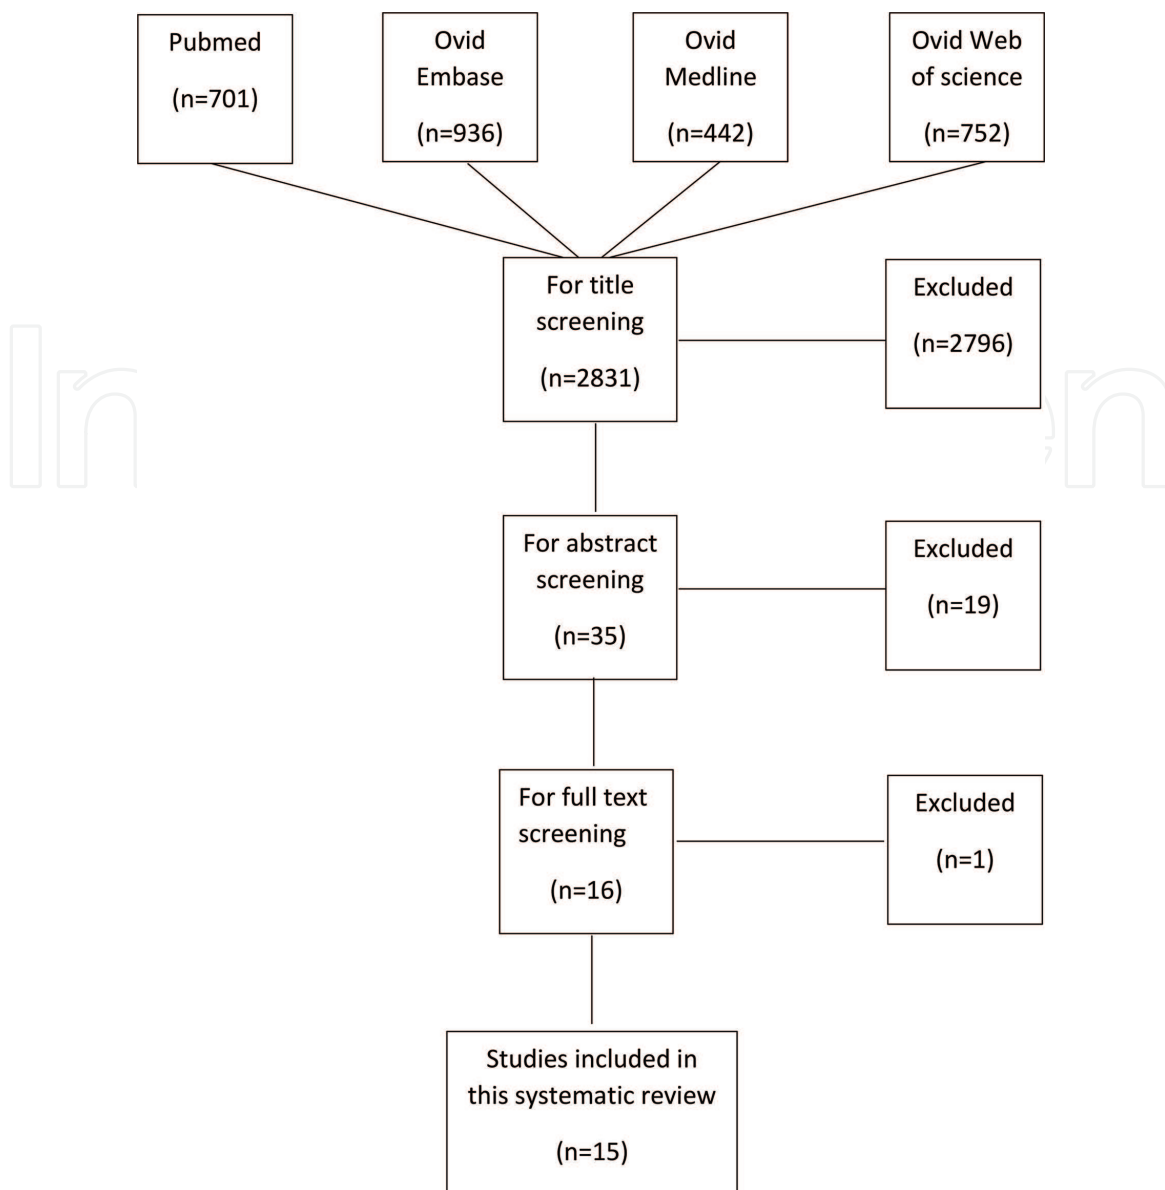 Pubmed
(n=701)
Ovid
Embase
(n=936)
Ovid
Medline
(n=442)
Ovid Web
of science
(n=752)
For title
screening
(n=2831)
Excluded
(n=2796)
For abstract
screening
(n=35)
Excluded
(n=19)
For full text
screening
(n=16)
Excluded
(n=1)
Studies included in
this systematic review
(n=15)